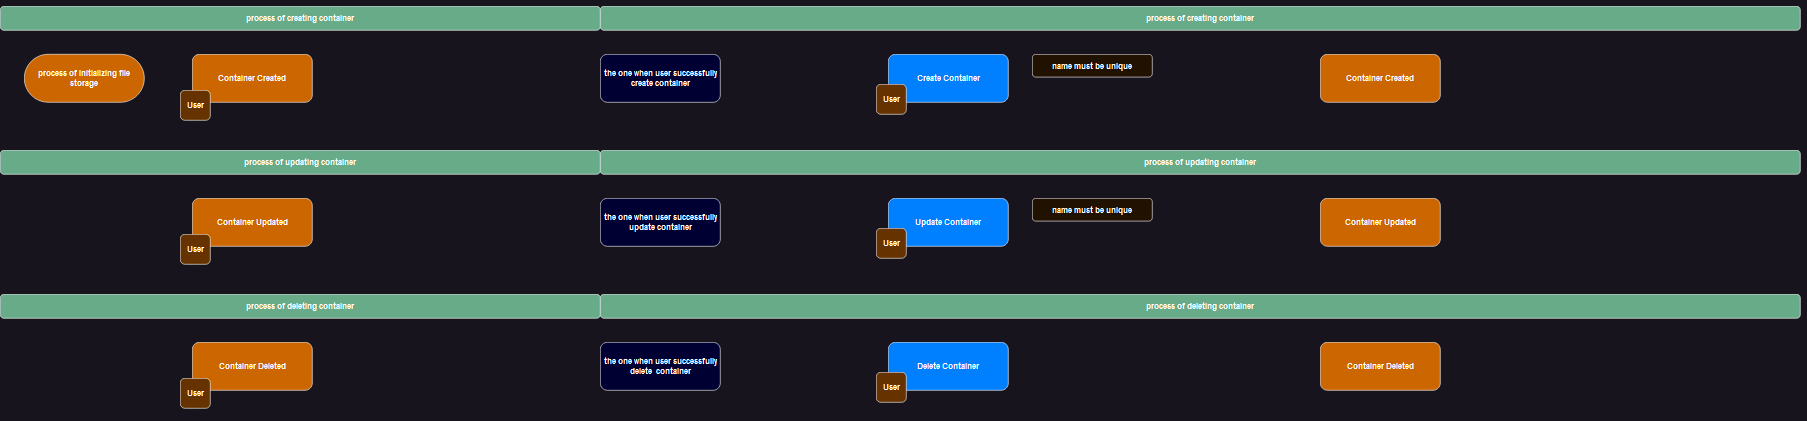 process of creating container
process of creating container
process of initializing file
storage
Container Created
User
the one when user successfully
create container
Create Container
User
name must be unique
Container Created
process of updating container
process of updating container
Container Updated
User
the one when user successfully
update container
Update Container
User
name must be unique
Container Updated
process of deleting container
process of deleting container
Container Deleted
User
the one when user successfully
delete container
Delete Container
User
Container Deleted